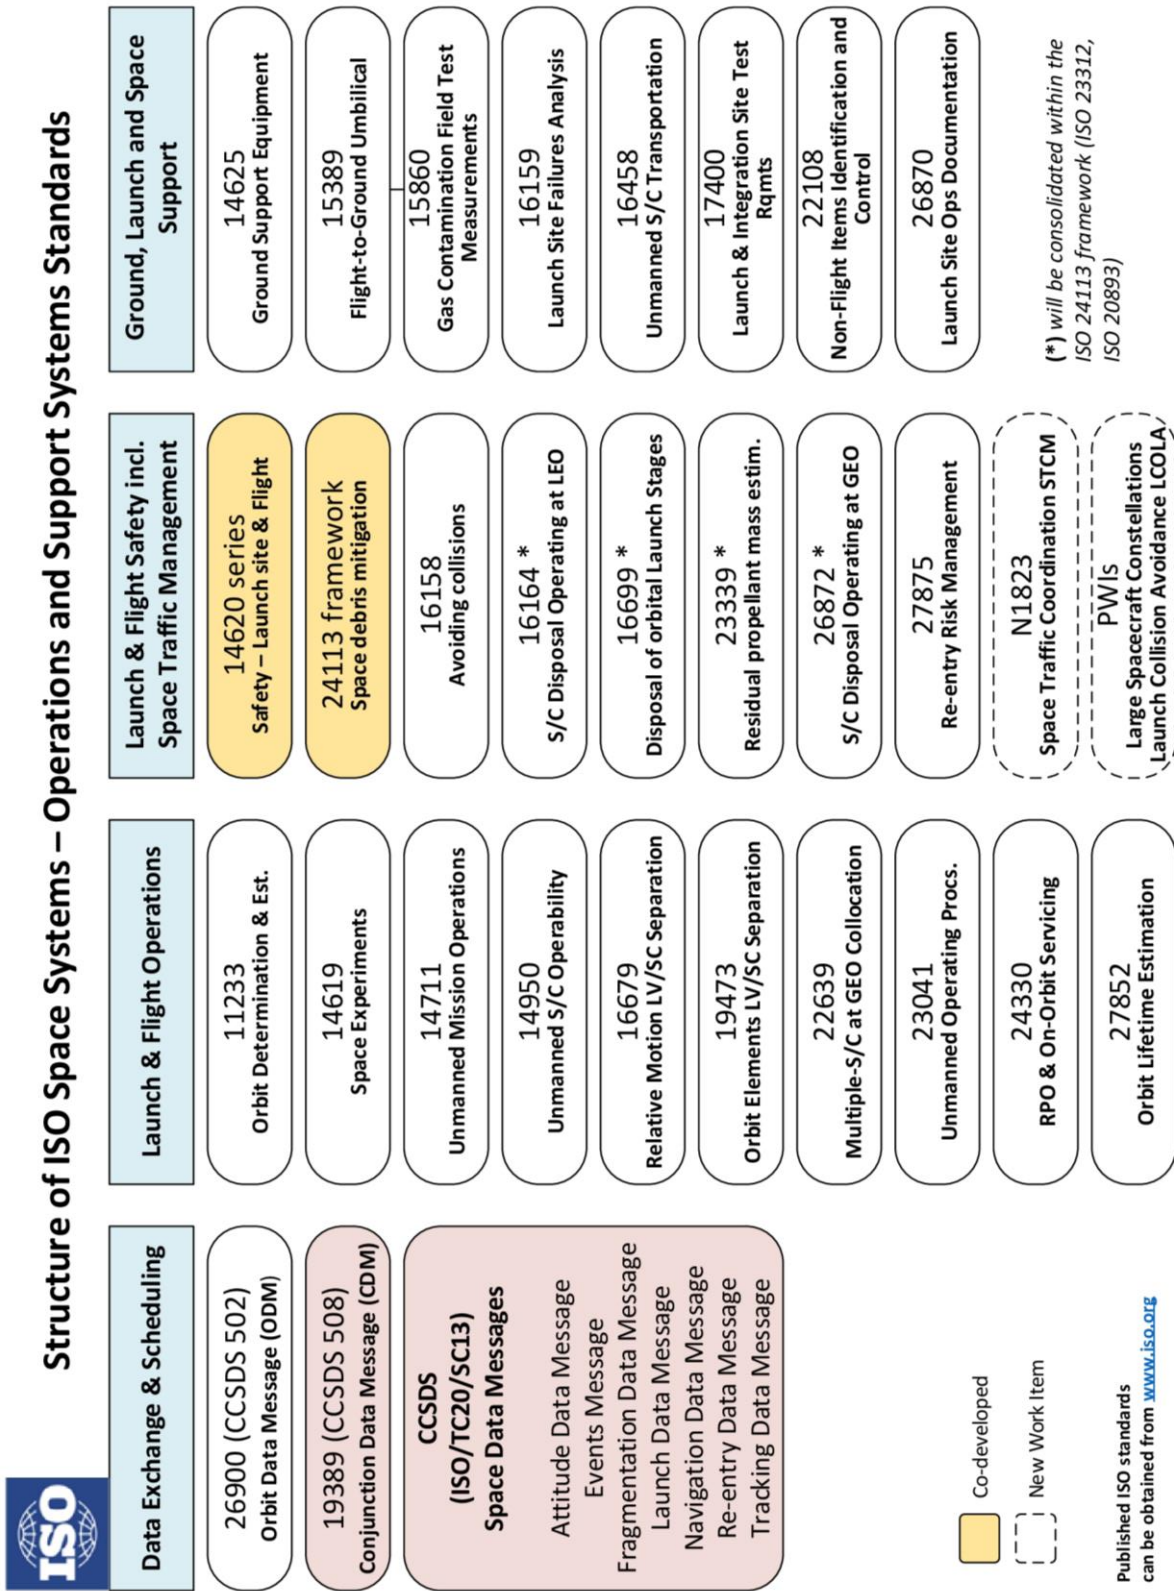 ISO
Structure of ISO Space Systems – Operations and Support Systems Standards
Data Exchange & Scheduling
26900 (CCSDS 502)
Orbit Data Message (ODM)
19389 (CCSDS 508)
Conjunction Data Message (CDM)
CCSDS
(ISO/TC20/SC13)
Space Data Messages
Attitude Data Message
Events Message
Fragmentation Data Message
Launch Data Message
Navigation Data Message
Re-entry Data Message
Tracking Data Message
Co-developed
New Work Item
Published ISO standards
can be obtained from www.iso.org
Launch & Flight Operations
11233
Orbit Determination & Est.
14619
Space Experiments
14711
Unmanned Mission Operations
14950
Unmanned S/C Operability
16679
Relative Motion LV/SC Separation
19473
Orbit Elements LV/SC Separation
22639
Multiple-S/C at GEO Collocation
23041
Unmanned Operating Procs.
24330
RPO & On-Orbit Servicing
27852
Orbit Lifetime Estimation
Launch & Flight Safety incl.
Space Traffic Management
14620 series
Safety – Launch site & Flight
24113 framework
Space debris mitigation
16158
Avoiding collisions
16164 *
S/C Disposal Operating at LEO
16699 *
Disposal of orbital Launch Stages
23339 *
Residual propellant mass estim.
26872 *
S/C Disposal Operating at GEO
27875
Re-entry Risk Management
N1823
Space Traffic Coordination STCM
PWIs
Large Spacecraft Constellations
Launch Collision Avoidance LCOLA
Ground, Launch and Space
Support
14625
Ground Support Equipment
15389
Flight-to-Ground Umbilical
15860
Gas Contamination Field Test
Measurements
16159
Launch Site Failures Analysis
16458
Unmanned S/C Transportation
17400
Launch & Integration Site Test
Rqmts
22108
Non-Flight Items Identification and
Control
26870
Launch Site Ops Documentation
(*) will be consolidated within the
ISO 24113 framework (ISO 23312,
ISO 20893)